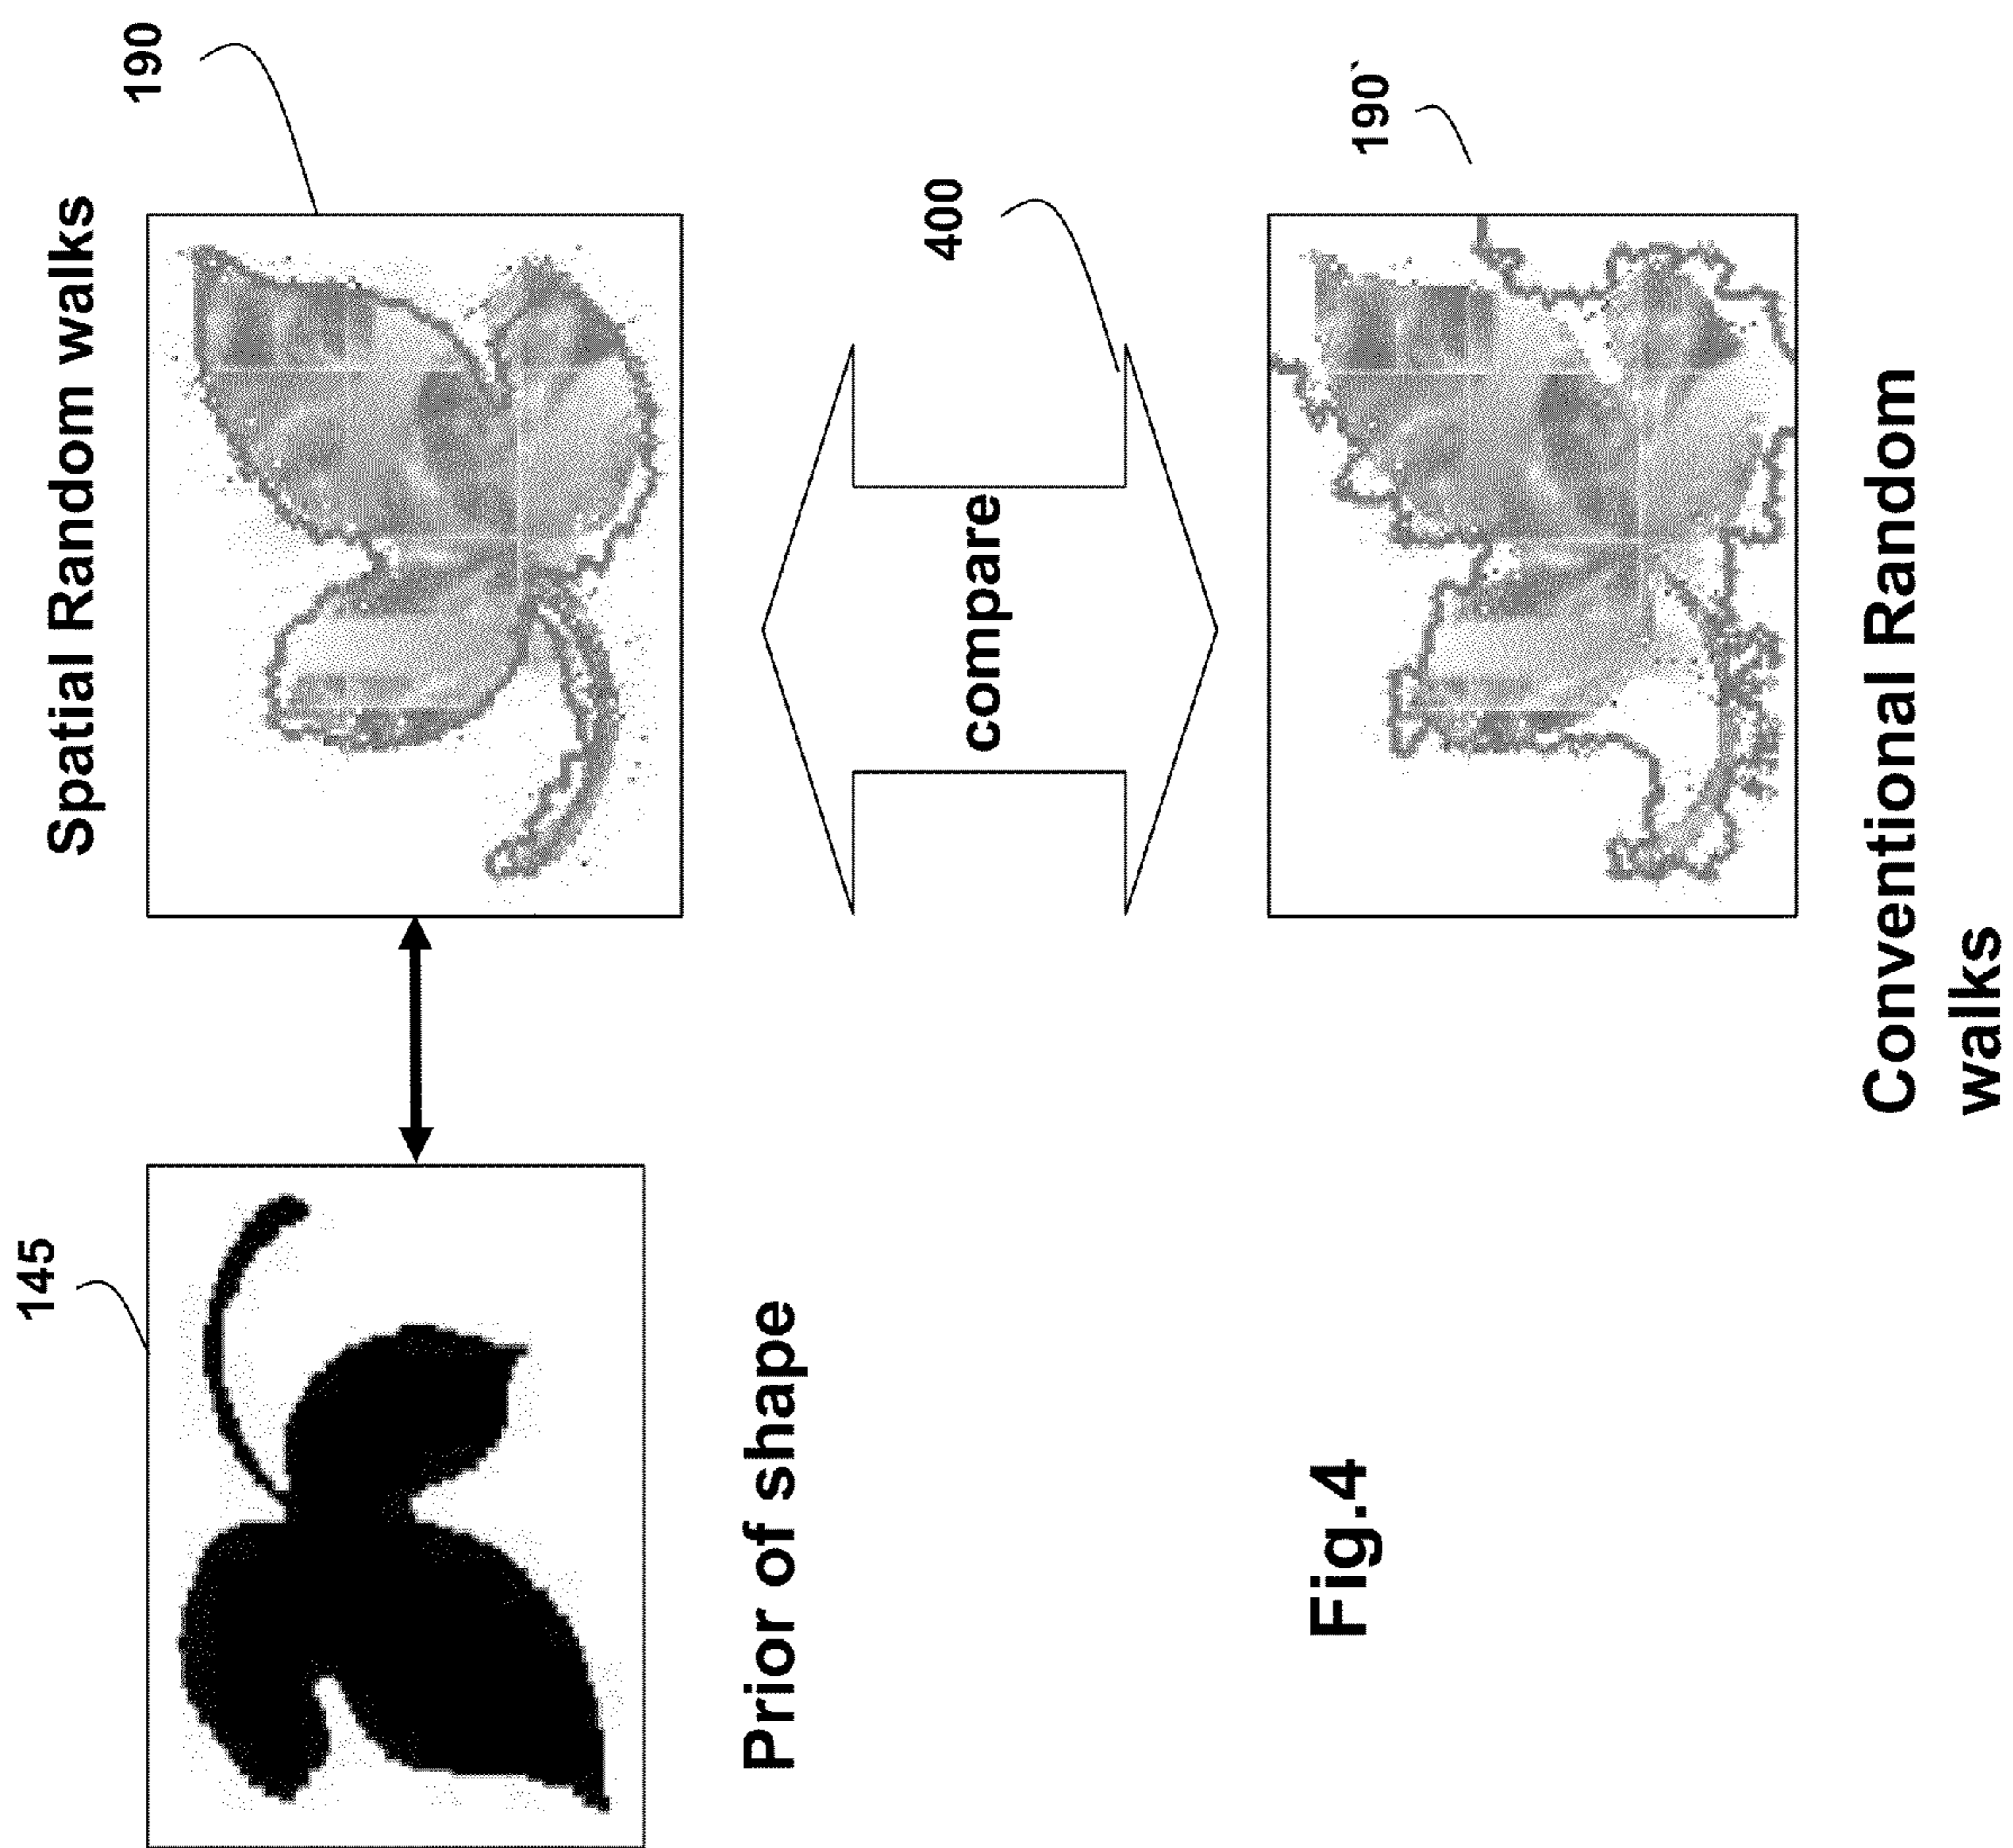 145
Spatial Random walks
190
Prior of shape
400
compare
Fig.4
190`
Conventional Random
walks